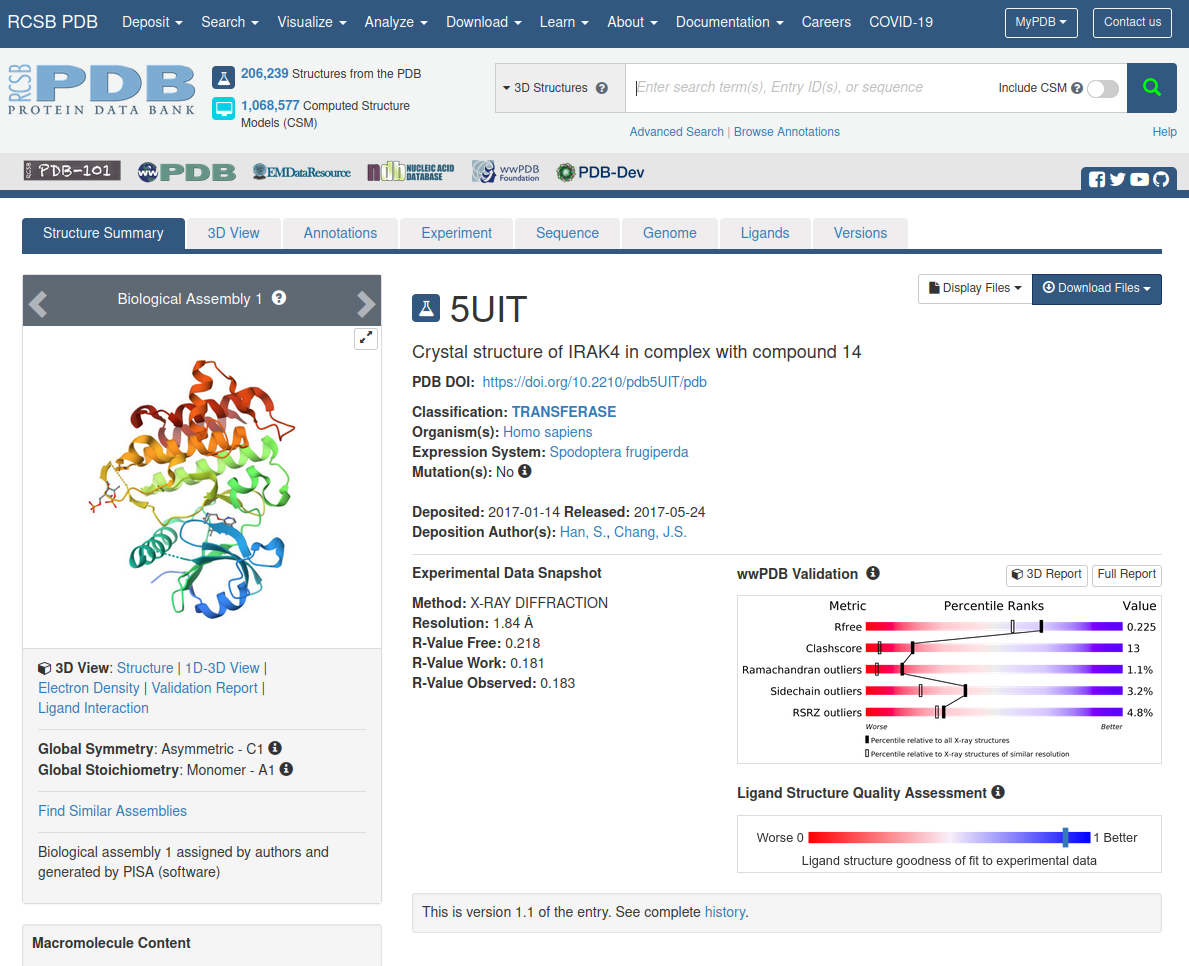 RCSB PDB Deposit Search Visualize Analyze Download Learn About Documentation Careers COVID-19 MyPDB Contact us
RCSB PDB
PROTEIN DATA BANK
206,239 Structures from the PDB
1,068,577 Computed Structure
Models (CSM)
3D Structures Enter search term(s), Entry ID(s), or sequence Include CSM
Advanced Search | Browse Annotations Help
RCSB PDB-101 WW PDB EMDataResource NUCLEIC ACID DATABASE wwPDB Foundation PDB-Dev
Structure Summary 3D View Annotations Experiment Sequence Genome Ligands Versions
Biological Assembly 1
3D View: Structure | 1D-3D View |
Electron Density | Validation Report |
Ligand Interaction
Global Symmetry: Asymmetric - C1
Global Stoichiometry: Monomer - A1
Find Similar Assemblies
Biological assembly 1 assigned by authors and
generated by PISA (software)
Macromolecule Content
Display Files Download Files
5UIT
Crystal structure of IRAK4 in complex with compound 14
PDB DOI: https://doi.org/10.2210/pdb5UIT/pdb
Classification: TRANSFERASE
Organism(s): Homo sapiens
Expression System: Spodoptera frugiperda
Mutation(s): No
Deposited: 2017-01-14 Released: 2017-05-24
Deposition Author(s): Han, S., Chang, J.S.
Experimental Data Snapshot
Method: X-RAY DIFFRACTION
Resolution: 1.84 Å
R-Value Free: 0.218
R-Value Work: 0.181
R-Value Observed: 0.183
wwPDB Validation 3D Report Full Report
Metric Percentile Ranks Value
Rfree 0.225
Clashscore 13
Ramachandran outliers 1.1%
Sidechain outliers 3.2%
RSRZ outliers 4.8%
Worse Better
Percentile relative to all X-ray structures
Percentile relative to X-ray structures of similar resolution
Ligand Structure Quality Assessment
Worse 0 1 Better
Ligand structure goodness of fit to experimental data
This is version 1.1 of the entry. See complete history.